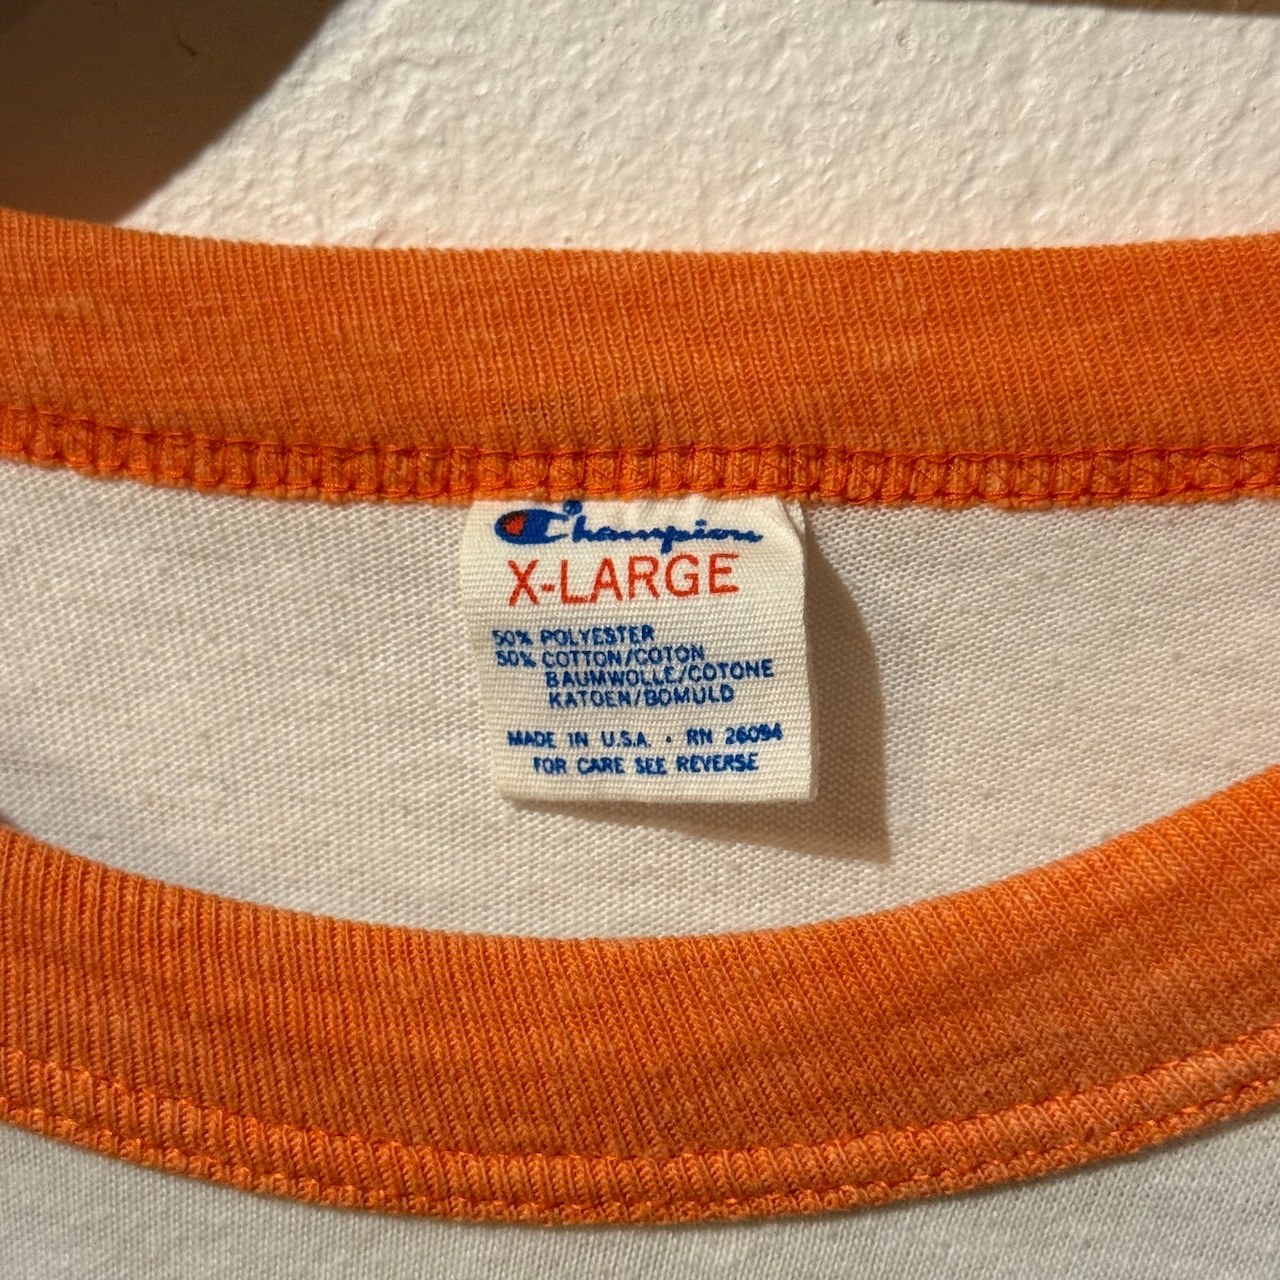 Champion
X-LARGE
50% POLYESTER
50% COTTON/COTON
BAUMWOLLE/COTONE
KATOEN/BOMULD
MADE IN U.S.A. · RN 26094
FOR CARE SEE REVERSE